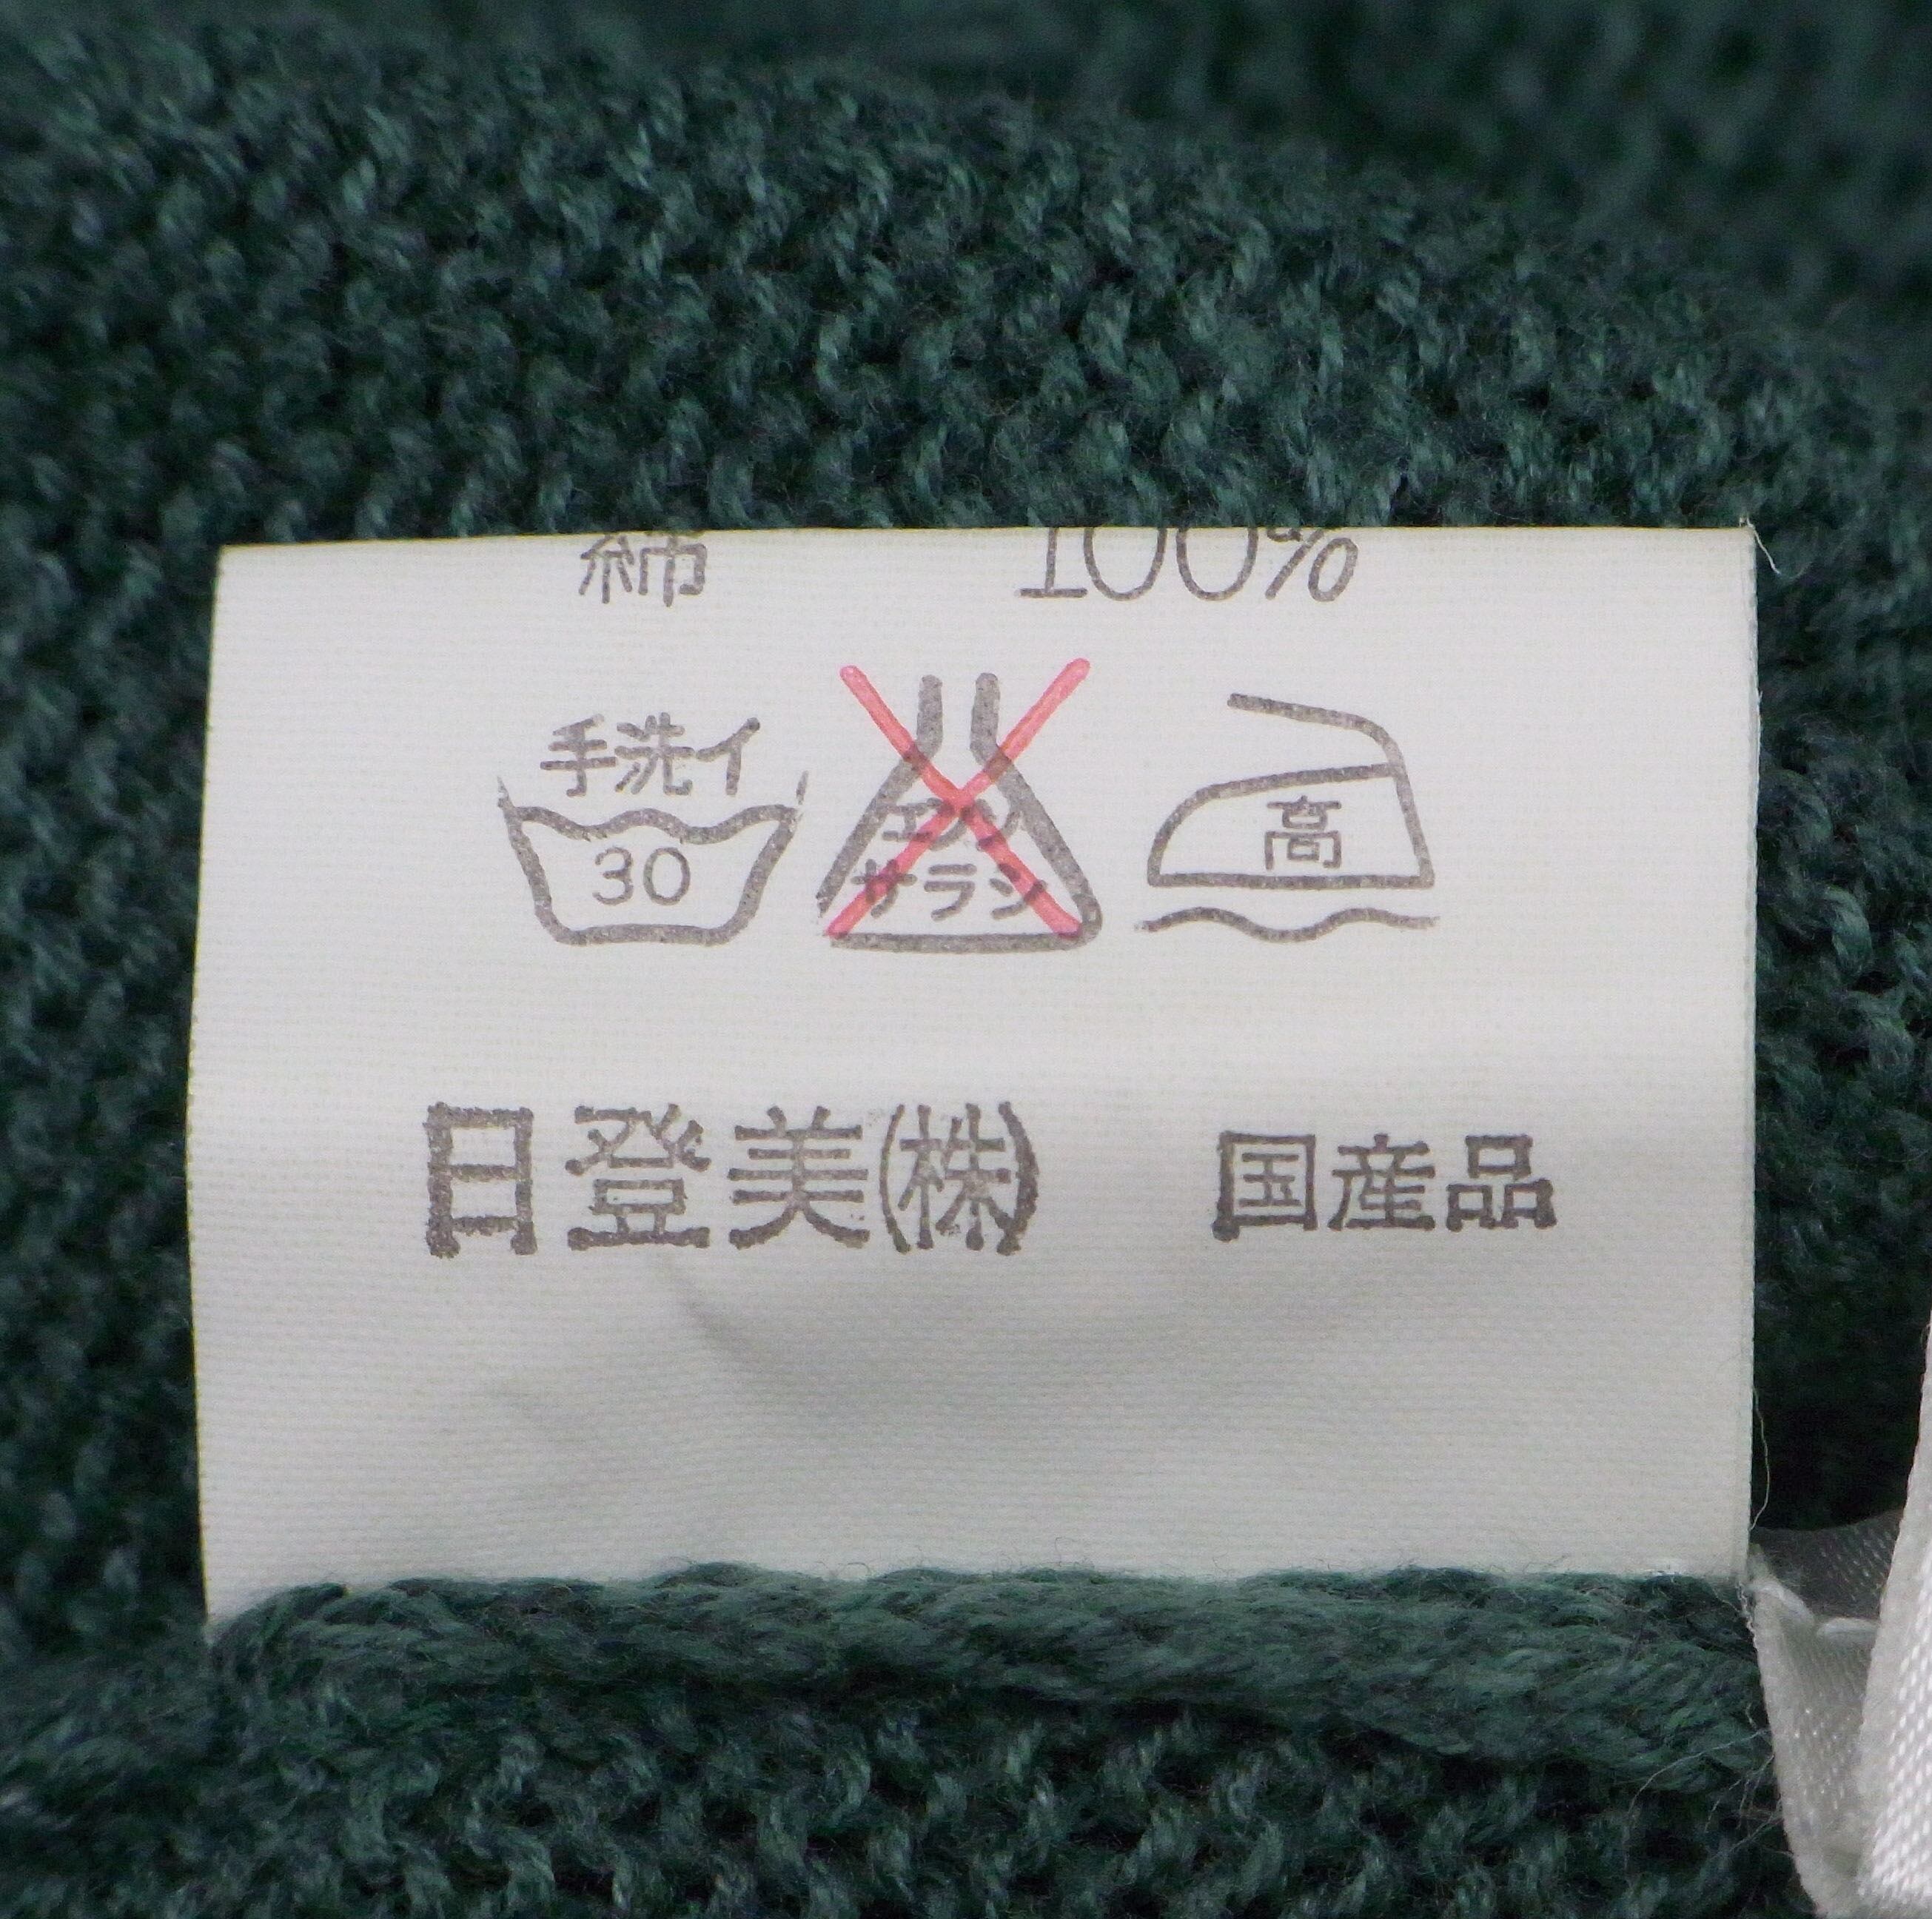 綿 100%
手洗イ
30
エンソ
サラシ
高
日登美㈱ 国産品